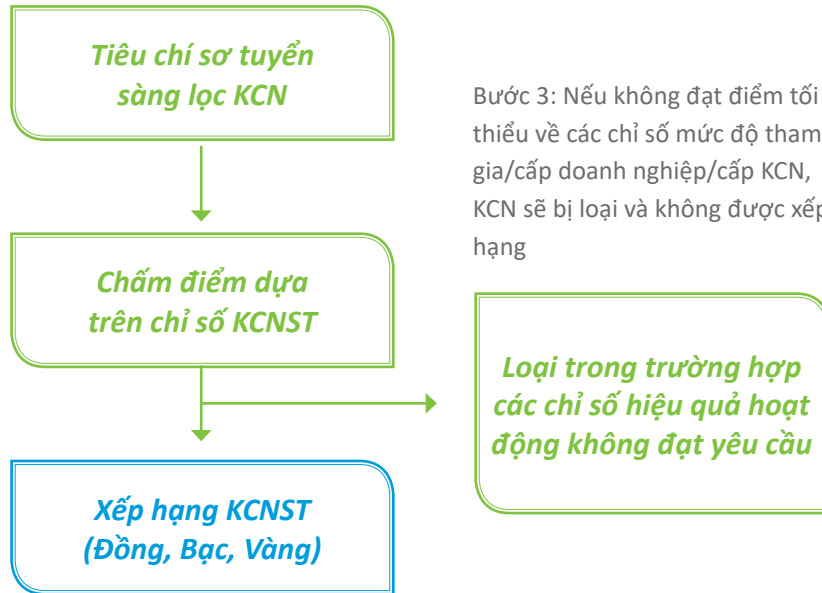 Tiêu chí sơ tuyển
sàng lọc KCN
Bước 3: Nếu không đạt điểm tối
thiểu về các chỉ số mức độ tham
gia/cấp doanh nghiệp/cấp KCN,
KCN sẽ bị loại và không được xếp
hạng
Chấm điểm dựa
trên chỉ số KCNST
Loại trong trường hợp
các chỉ số hiệu quả hoạt
động không đạt yêu cầu
Xếp hạng KCNST
(Đồng, Bạc, Vàng)